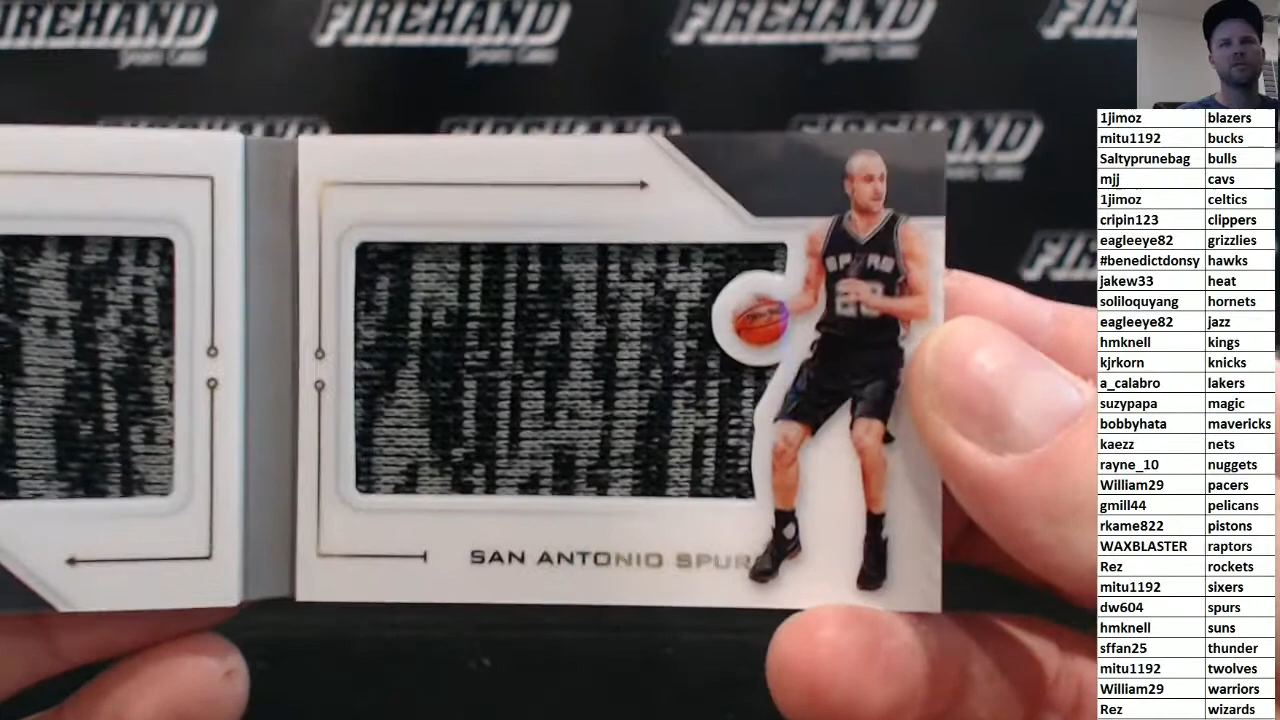 FIREHAND FIREHAND FIREHAND
SPORTS CARDS
SAN ANTONIO SPURS
SPURS
20
1jimoz blazers
mitu1192 bucks
Saltyprunebag bulls
mjj cavs
1jimoz celtics
cripin123 clippers
eagleeye82 grizzlies
#benedictdonsy hawks
jakew33 heat
soliloquyang hornets
eagleeye82 jazz
hmknell kings
kjrkorn knicks
a_calabro lakers
suzypapa magic
bobbyhata mavericks
kaezz nets
rayne_10 nuggets
William29 pacers
gmill44 pelicans
rkame822 pistons
WAXBLASTER raptors
Rez rockets
mitu1192 sixers
dw604 spurs
hmknell suns
sffan25 thunder
mitu1192 twolves
William29 warriors
Rez wizards